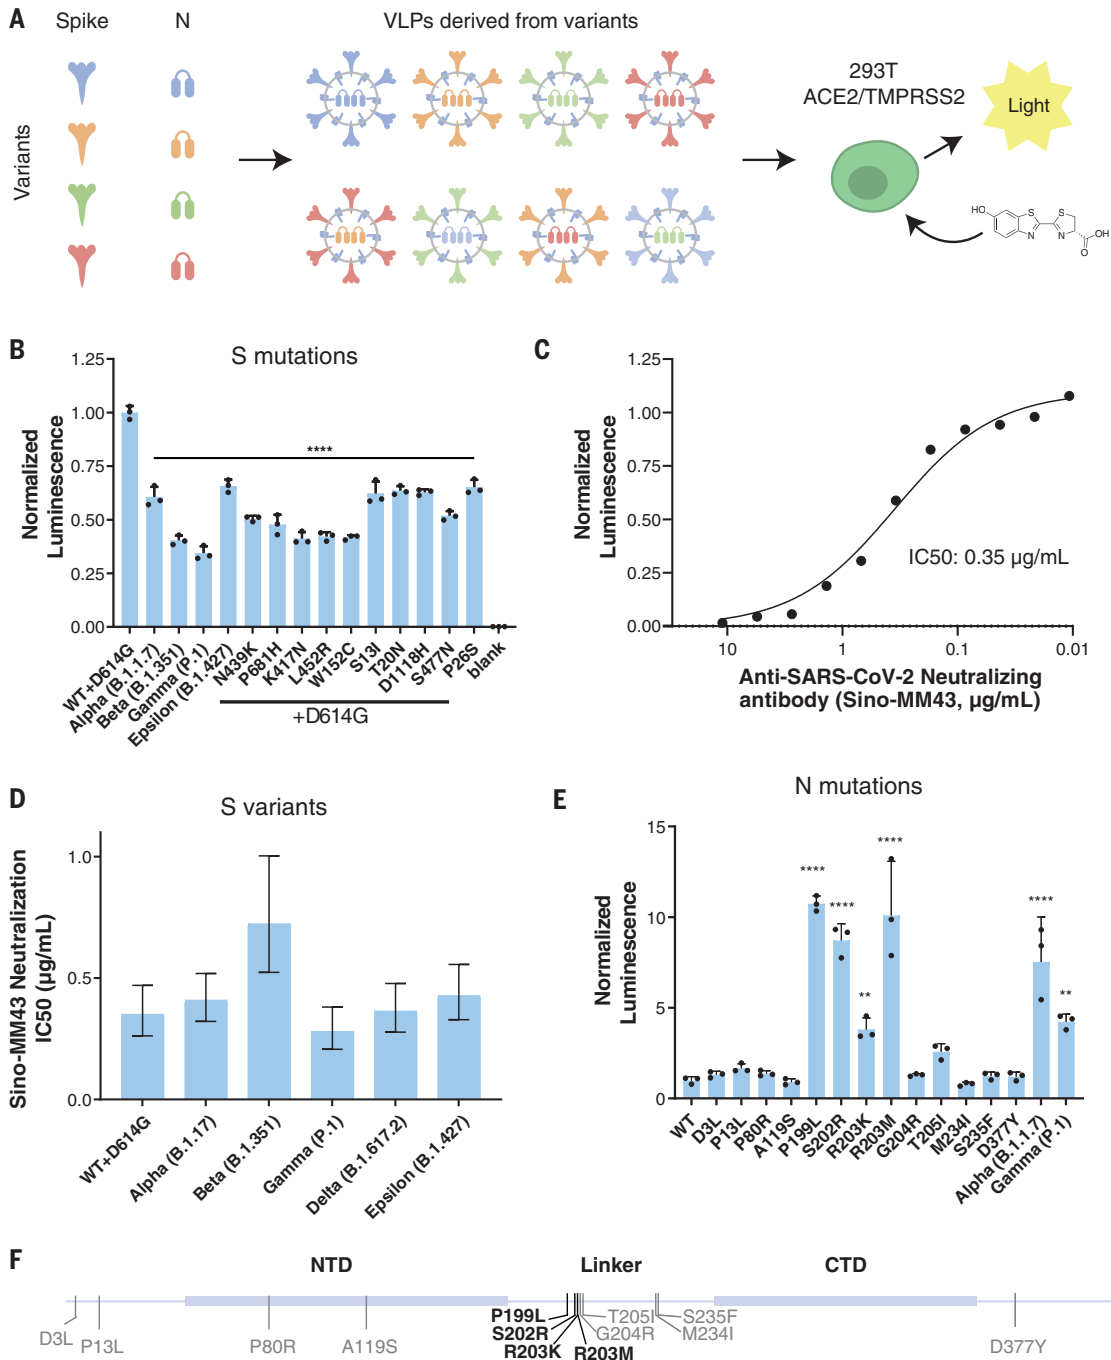 A
Spike
N
VLPs derived from variants
Variants
293T
ACE2/TMPRSS2
Light
HO
S
N
S
N
O
OH
B
S mutations
Normalized
Luminescence
1.25
1.00
0.75
0.50
0.25
0.00
****
WT+D614G
Alpha (B.1.1.7)
Beta (B.1.351)
Gamma (P.1)
Epsilon (B.1.427)
N439K
P681H
K417N
L452R
W152C
S13I
T20N
D1118H
S477N
P26S
blank
+D614G
C
Normalized
Luminescence
1.25
1.00
0.75
0.50
0.25
0.00
IC50: 0.35 µg/mL
10
1
0.1
0.01
Anti-SARS-CoV-2 Neutralizing
antibody (Sino-MM43, µg/mL)
D
S variants
Sino-MM43 Neutralization
IC50 (µg/mL)
1.0
0.5
0.0
WT+D614G
Alpha (B.1.17)
Beta (B.1.351)
Gamma (P.1)
Delta (B.1.617.2)
Epsilon (B.1.427)
E
N mutations
Normalized
Luminescence
15
10
5
0
****
****
**
****
****
**
WT
D3L
P13L
P80R
A119S
P199L
S202R
R203K
R203M
G204R
T205I
M234I
S235F
D377Y
Alpha (B.1.1.7)
Gamma (P.1)
F
NTD
Linker
CTD
D3L
P13L
P80R
A119S
P199L
S202R
R203K
R203M
T205I
G204R
S235F
M234I
D377Y